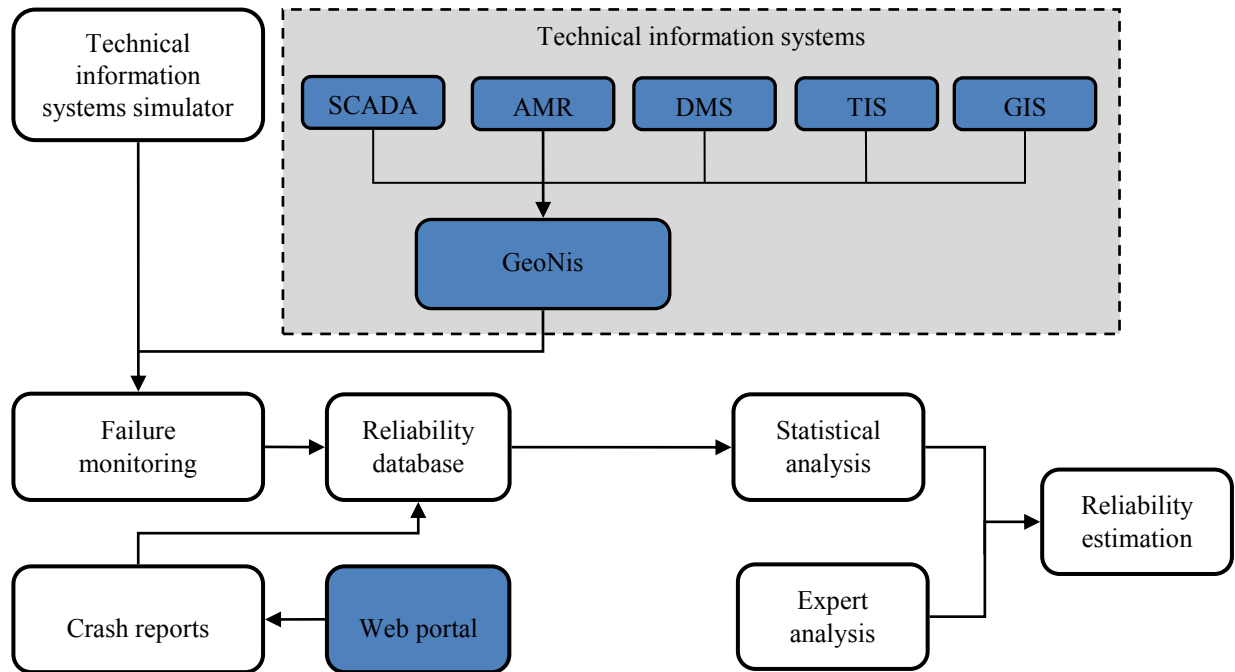 Technical
information
systems simulator
Technical information systems
SCADA
AMR
DMS
TIS
GIS
GeoNis
Failure
monitoring
Reliability
database
Statistical
analysis
Reliability
estimation
Crash reports
Web portal
Expert
analysis